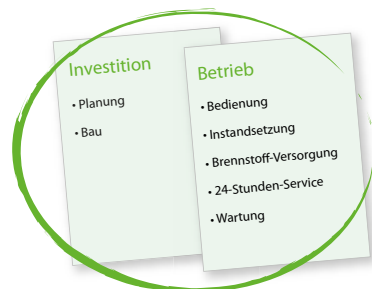 Investition
• Planung
• Bau
Betrieb
• Bedienung
• Instandsetzung
• Brennstoff-Versorgung
• 24-Stunden-Service
• Wartung